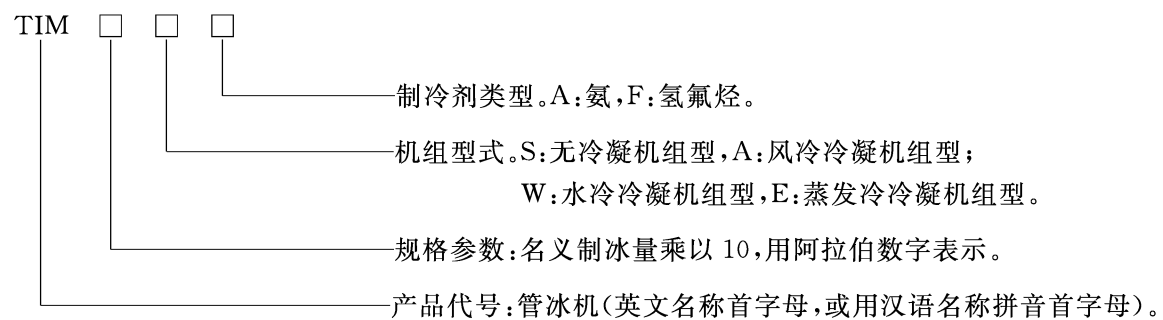 TIM □ □ □
制冷剂类型。A:氨,F:氢氟烃。
机组型式。S:无冷凝机组型,A:风冷冷凝机组型;
W:水冷冷凝机组型,E:蒸发冷冷凝机组型。
规格参数:名义制冰量乘以 10,用阿拉伯数字表示。
产品代号:管冰机(英文名称首字母,或用汉语名称拼音首字母)。